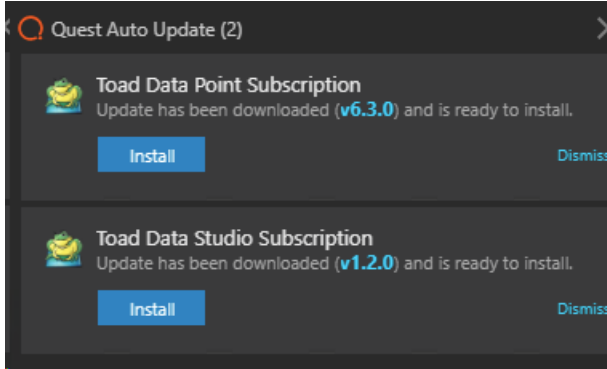 Quest Auto Update (2)
Toad Data Point Subscription
Update has been downloaded (v6.3.0) and is ready to install.
Install
Dismiss
Toad Data Studio Subscription
Update has been downloaded (v1.2.0) and is ready to install.
Install
Dismiss